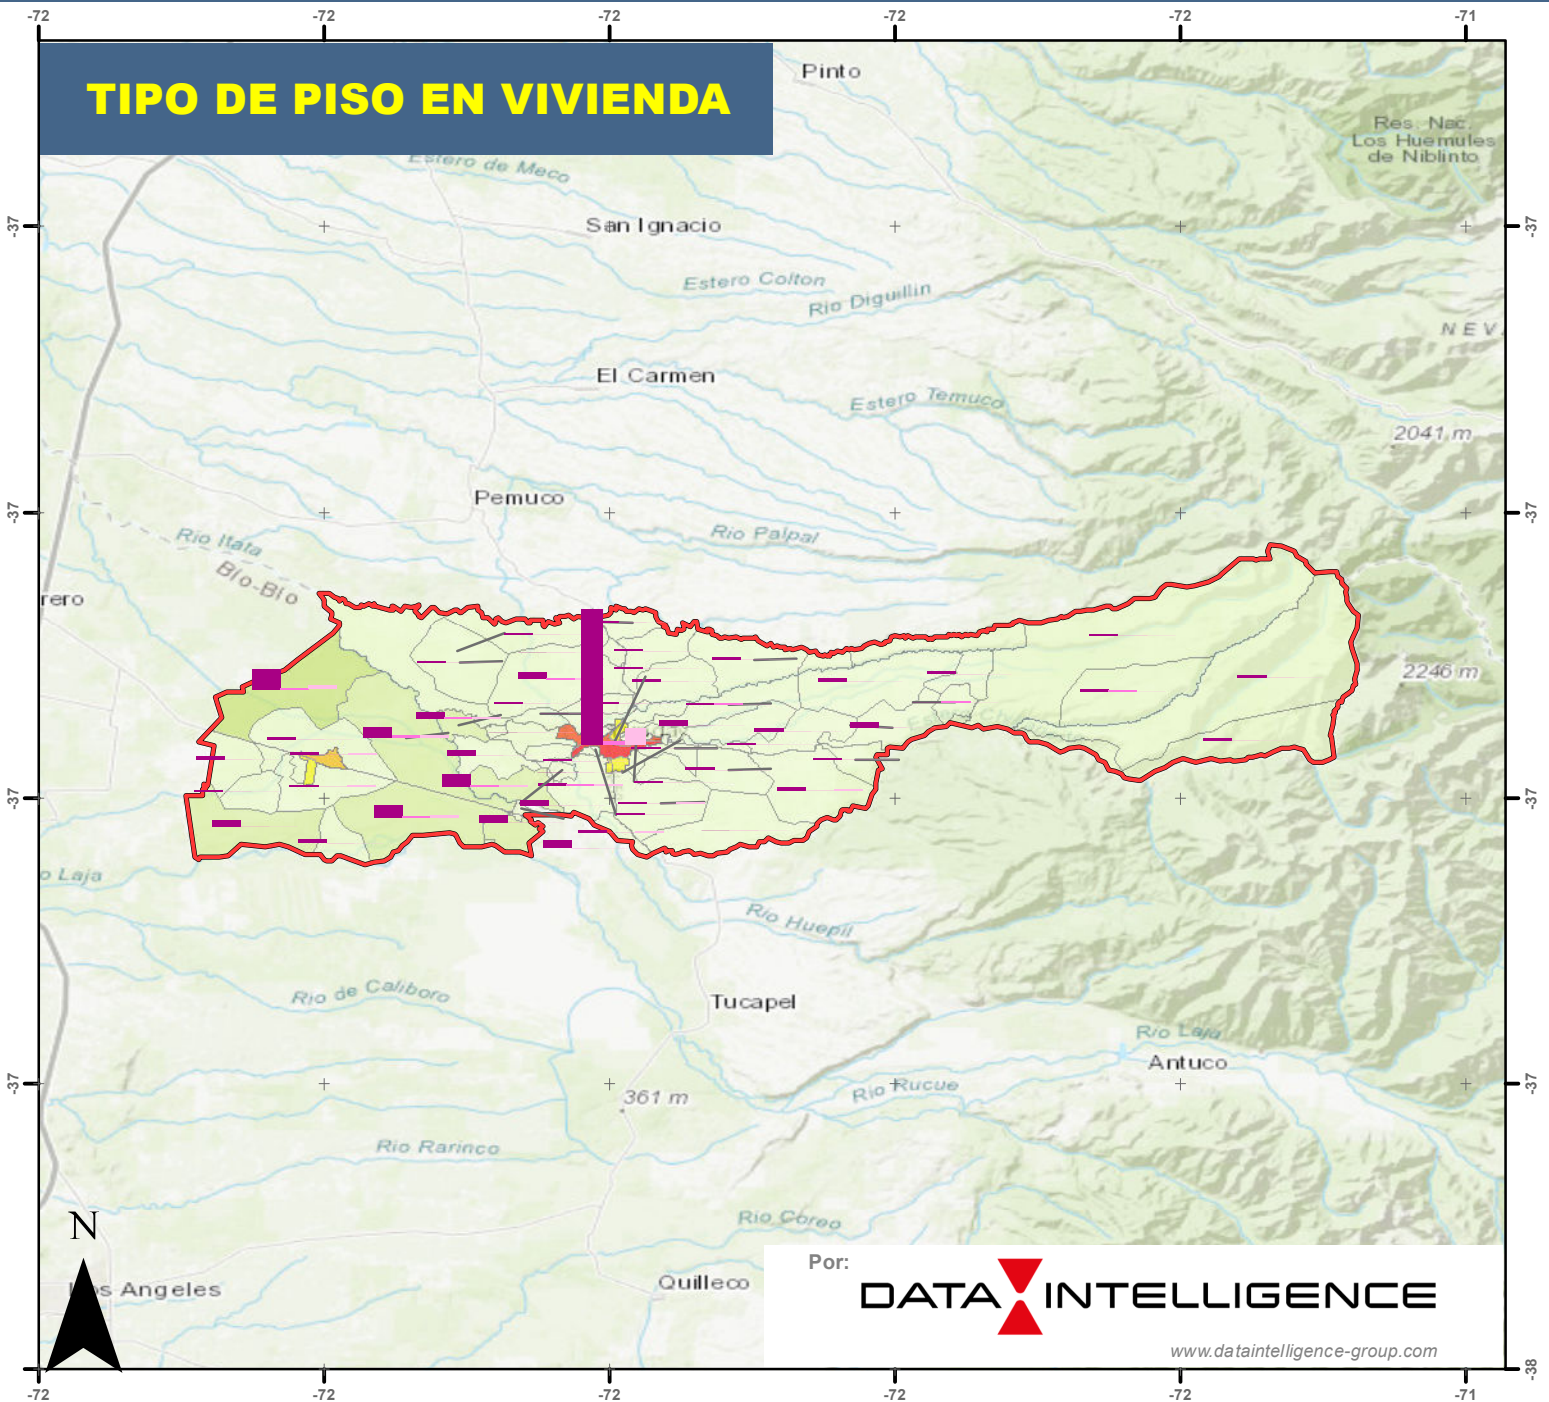 -72 -72 -72 -72 -72 -71
TIPO DE PISO EN VIVIENDA
Pinto
Res. Nac.
Los Huemules
de Niblinto
Estero de Meco
San Ignacio
-37 -37
Estero Colton
Rio Diguillin
NEV.
El Carmen
Estero Temuco
2041 m
Pemuco
-37 -37
Rio Itata
Rio Palpal
Bío-Bío
rero
2246 m
-37 -37
o Laja
Río Huepil
Rio de Caliboro
Tucapel
Rio Laja
Antuco
-37 -37
Rio Rucue
361 m
Rio Rarinco
N
Rio Coreo
Por:
os Angeles
Quilleco
DATA INTELLIGENCE
www.dataintelligence-group.com
-38
-72 -72 -72 -72 -72 -71